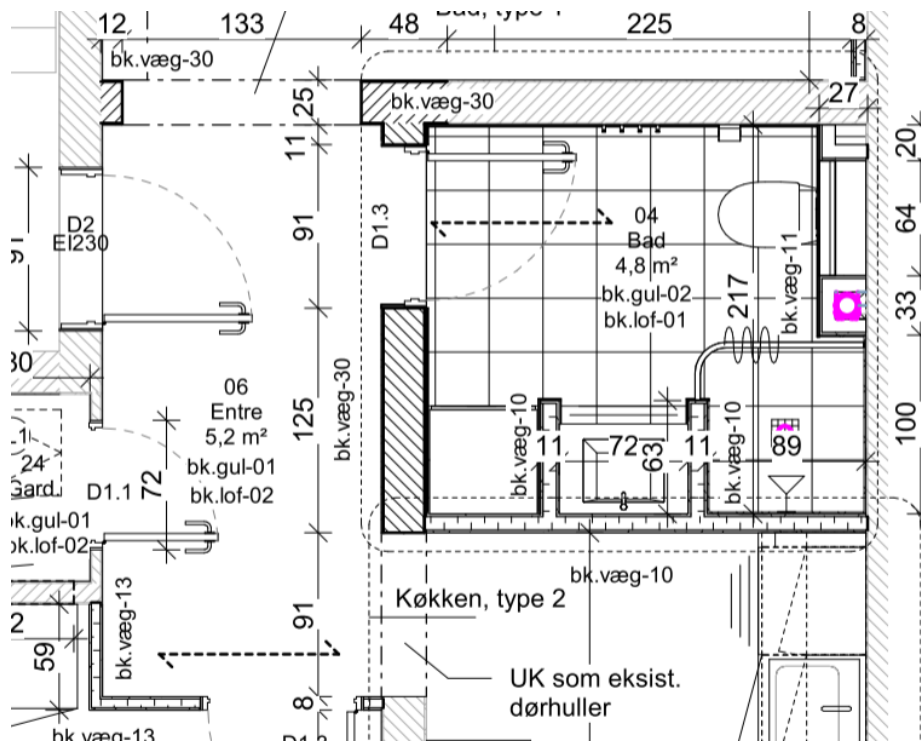 Bad, type 1
12
133
48
225
8
bk.væg-30
bk.væg-30
25
27
11
20
D2
EI230
91
D1.3
04
Bad
4,8 m²
bk.gul-02
bk.lof-01
bk.væg-11
64
217
33
30
06
Entre
5,2 m²
bk.gul-01
bk.lof-02
125
bk.væg-30
bk.væg-10
11
72
63
11
bk.væg-10
89
100
24
Gard.
D1.1
72
bk.gul-01
bk.lof-02
bk.væg-10
bk.væg-13
91
Køkken, type 2
2
59
UK som eksist.
dørhuller
8
bk.væg-13